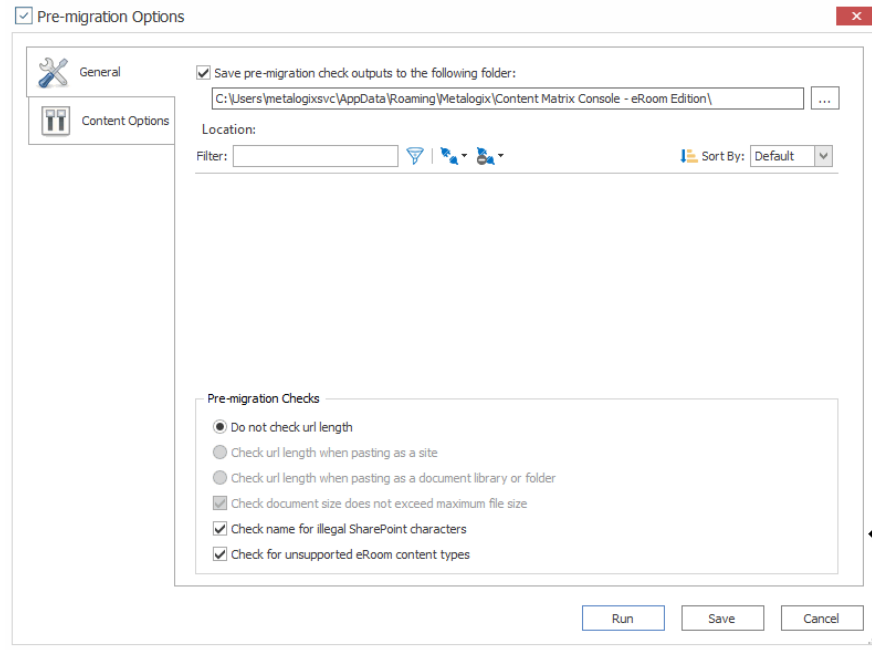 Pre-migration Options
General
Content Options
Save pre-migration check outputs to the following folder:
C:\Users\metalogixsvc\AppData\Roaming\Metalogix\Content Matrix Console - eRoom Edition\
...
Location:
Filter:
Sort By: Default
Pre-migration Checks
Do not check url length
Check url length when pasting as a site
Check url length when pasting as a document library or folder
Check document size does not exceed maximum file size
Check name for illegal SharePoint characters
Check for unsupported eRoom content types
Run Save Cancel